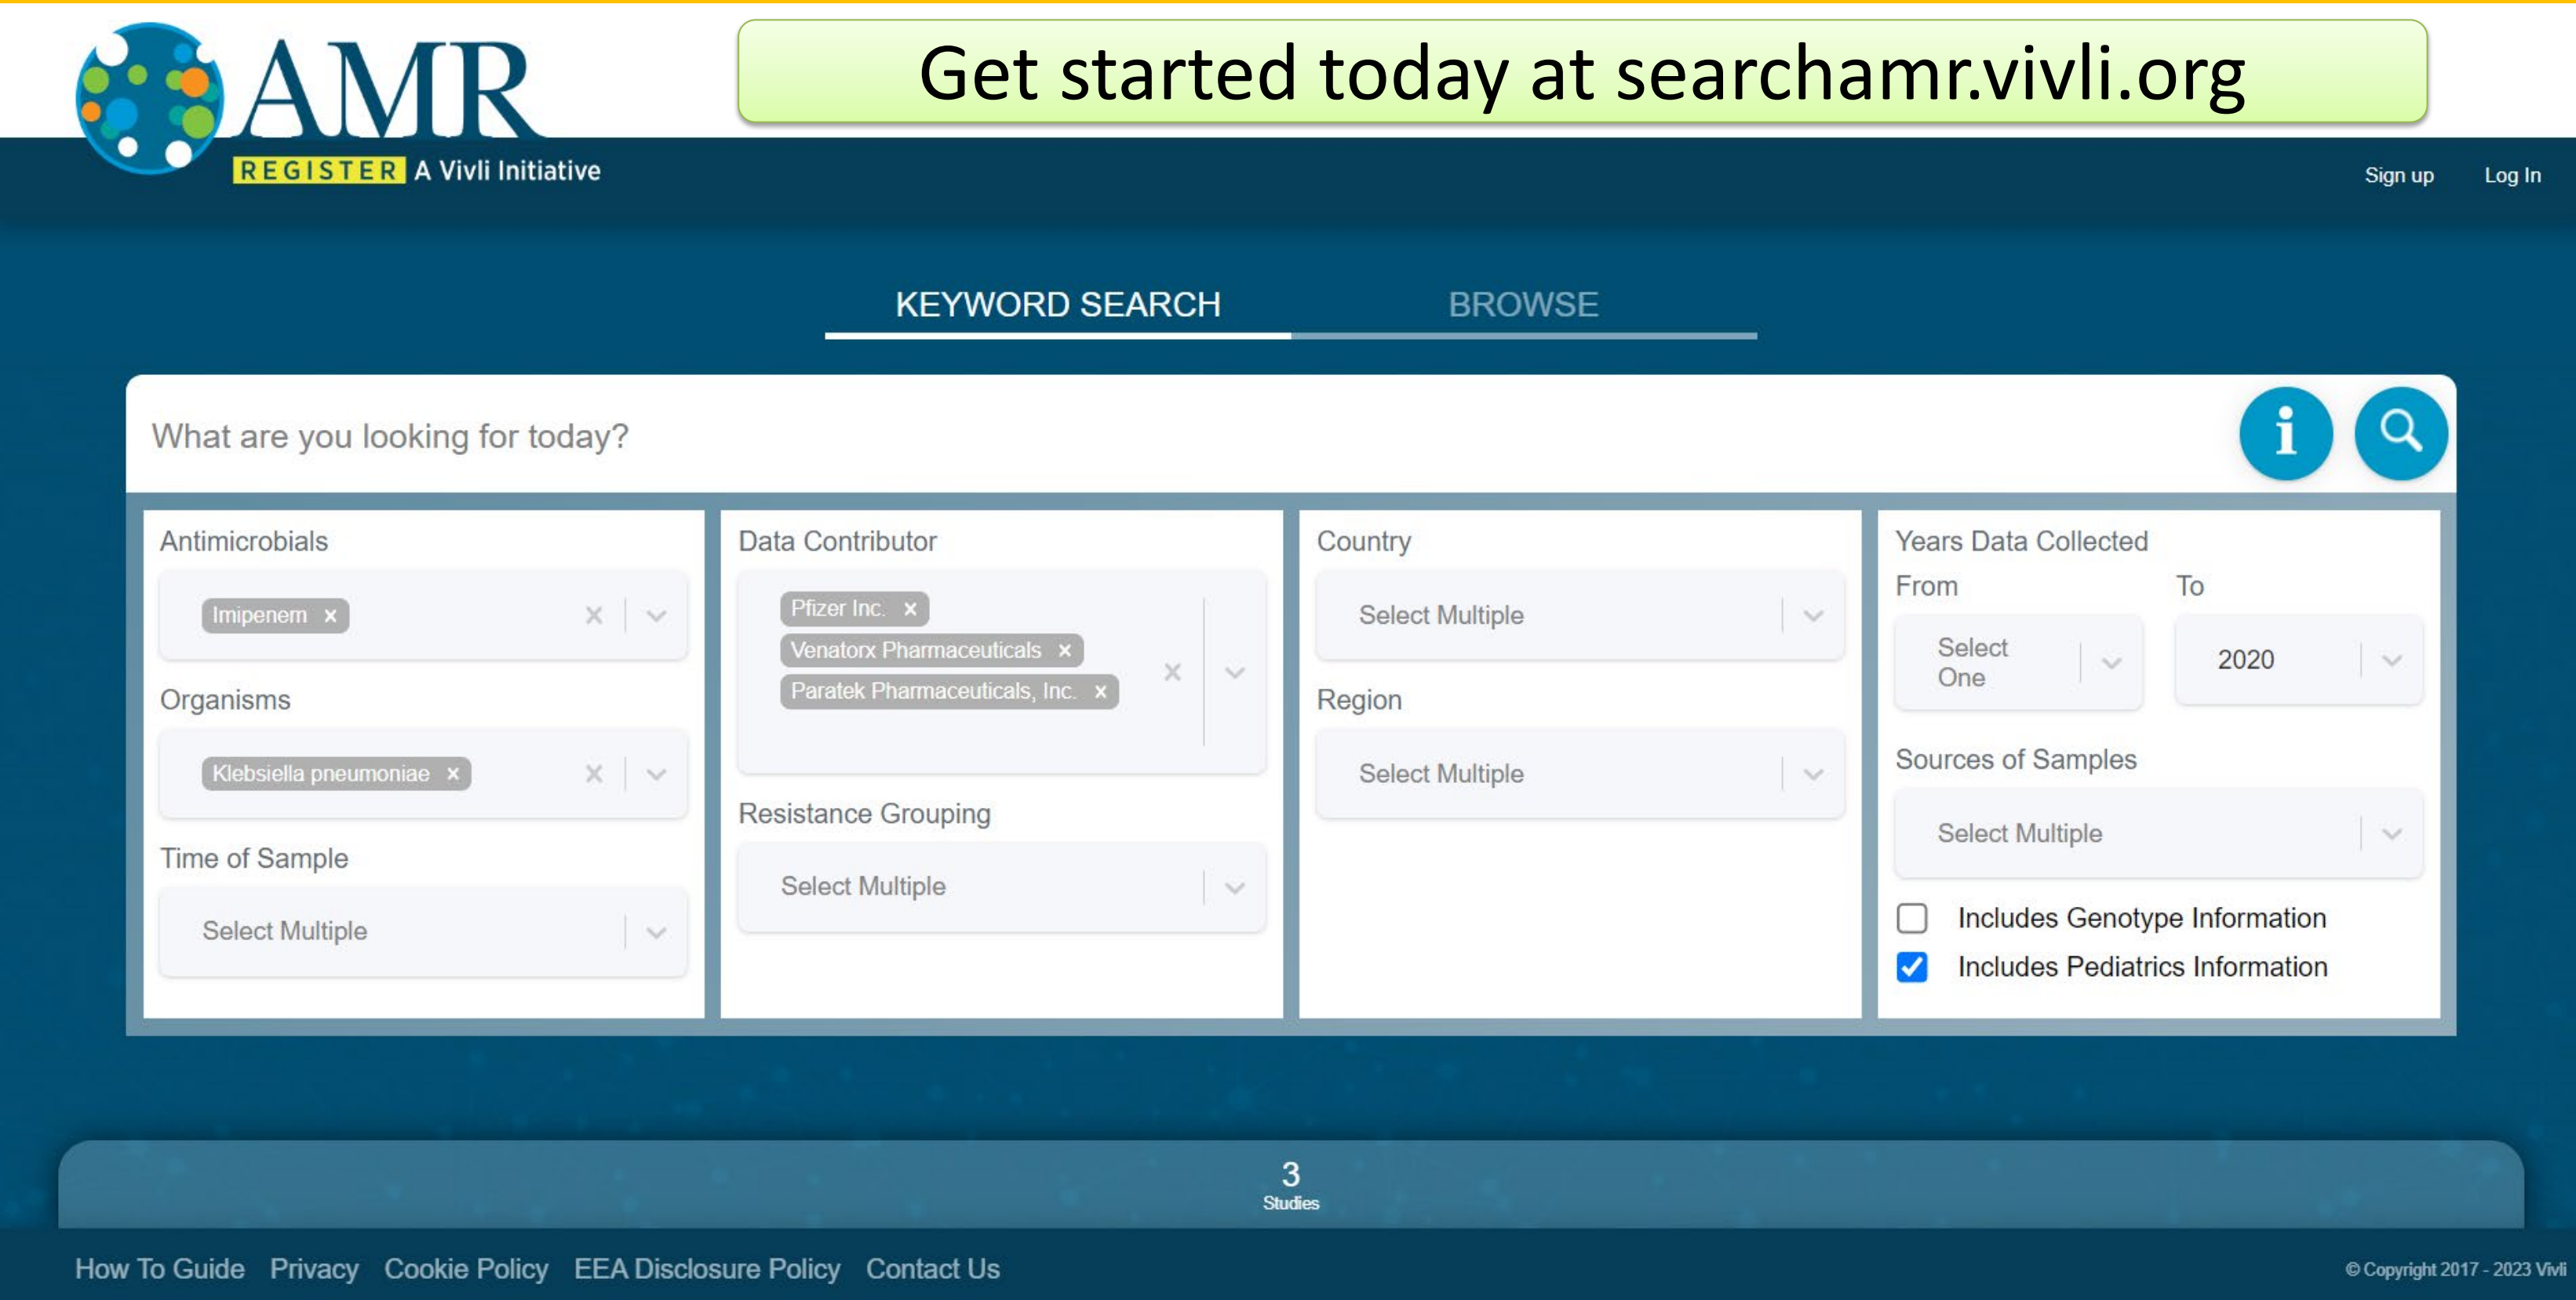 AMR
REGISTER A Vivli Initiative
Get started today at searchamr.vivli.org
Sign up Log In
KEYWORD SEARCH BROWSE
What are you looking for today?
i
Antimicrobials
Imipenem x
Organisms
Klebsiella pneumoniae x
Time of Sample
Select Multiple
Data Contributor
Pfizer Inc. x
Venatorx Pharmaceuticals x
Paratek Pharmaceuticals, Inc. x
Resistance Grouping
Select Multiple
Country
Select Multiple
Region
Select Multiple
Years Data Collected
From To
Select
One
2020
Sources of Samples
Select Multiple
Includes Genotype Information
Includes Pediatrics Information
3
Studies
How To Guide Privacy Cookie Policy EEA Disclosure Policy Contact Us
© Copyright 2017 - 2023 Vivli